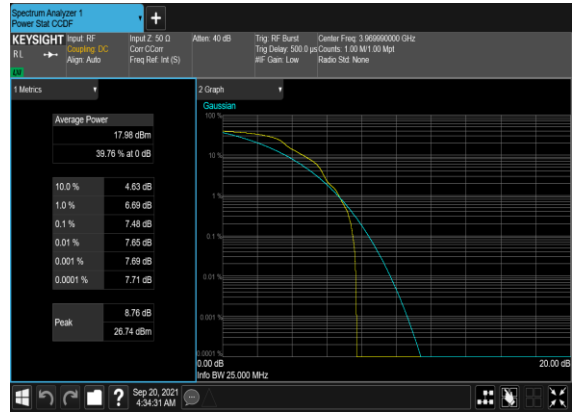 Spectrum Analyzer 1
Power Stat CCDF
KEYSIGHT
RL
Input: RF
Coupling: DC
Align: Auto
Input Z: 50 Ω
Corr CCorr
Freq Ref: Int (S)
Atten: 40 dB
Trig: RF Burst
Trig Delay: 500.0 µs
#IF Gain: Low
Center Freq: 3.969990000 GHz
Counts: 1.00 M/1.00 Mpt
Radio Std: None
1 Metrics
Average Power
17.98 dBm
39.76 % at 0 dB
10.0 % 4.63 dB
1.0 % 6.69 dB
0.1 % 7.48 dB
0.01 % 7.65 dB
0.001 % 7.69 dB
0.0001 % 7.71 dB
Peak
8.76 dB
26.74 dBm
2 Graph
Gaussian
100 %
10 %
1 %
0.1 %
0.01 %
0.001 %
0.0001 %
0.00 dB
20.00 dB
Info BW 25.000 MHz
?
Sep 20, 2021
4:34:31 AM